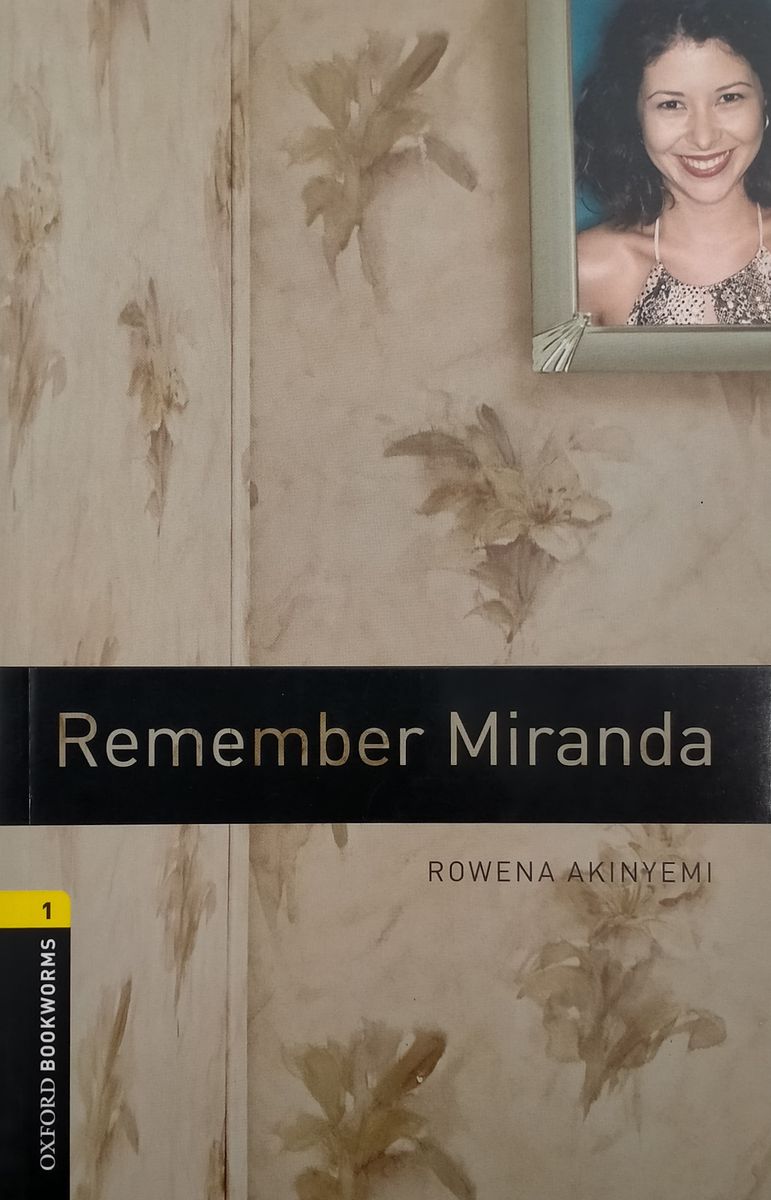 Remember Miranda
ROWENA AKINYEMI
1
OXFORD BOOKWORMS